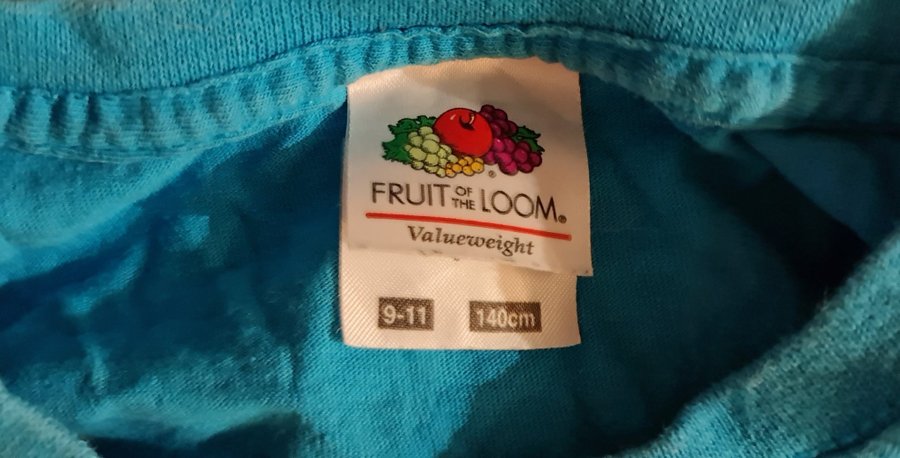 FRUIT OF THE LOOM®
Valueweight
9-11 140cm